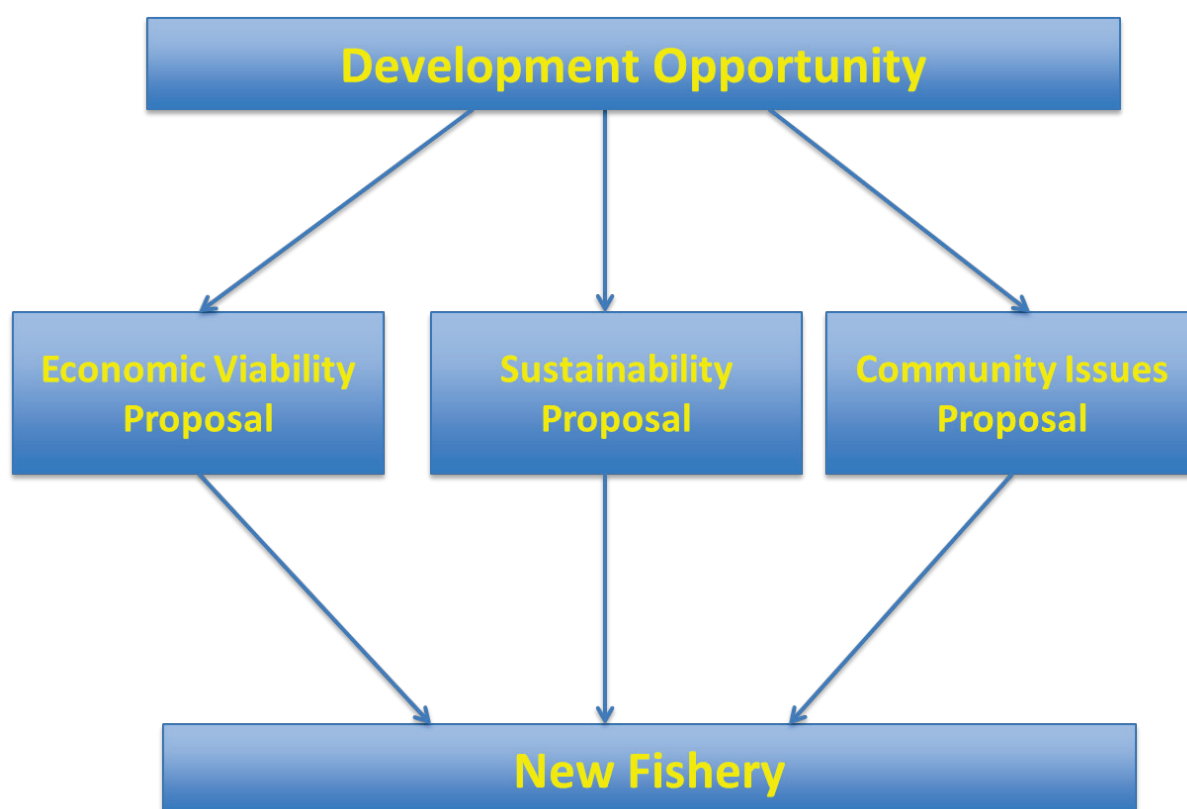 Development Opportunity
Economic Viability
Proposal
Sustainability
Proposal
Community Issues
Proposal
New Fishery